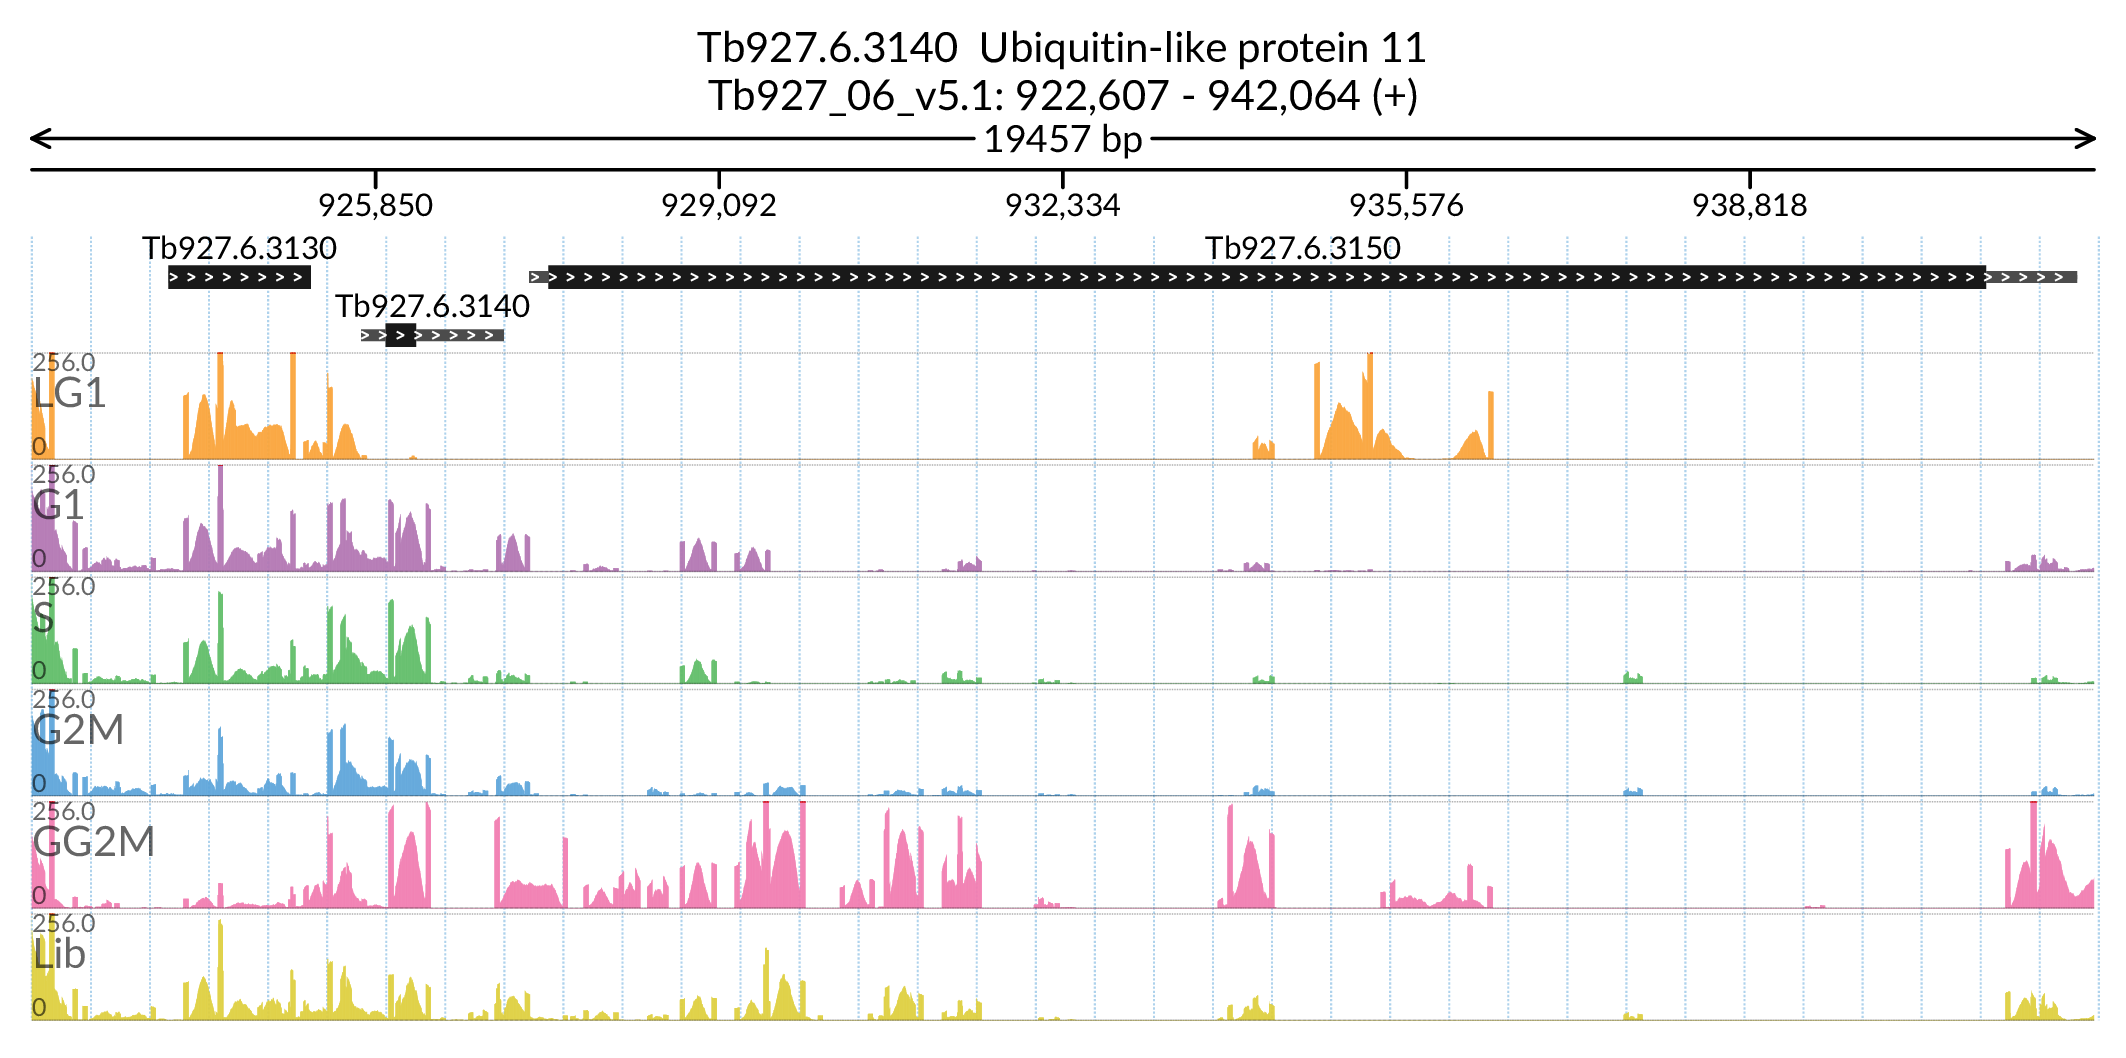 Tb927.6.3140  Ubiquitin-like protein 11
Tb927_06_v5.1: 922,607 - 942,064 (+)
19457 bp
925,850 929,092 932,334 935,576 938,818
Tb927.6.3130 Tb927.6.3150
Tb927.6.3140
256.0
LG1
0
256.0
G1
0
256.0
S
0
256.0
G2M
0
256.0
GG2M
0
256.0
Lib
0